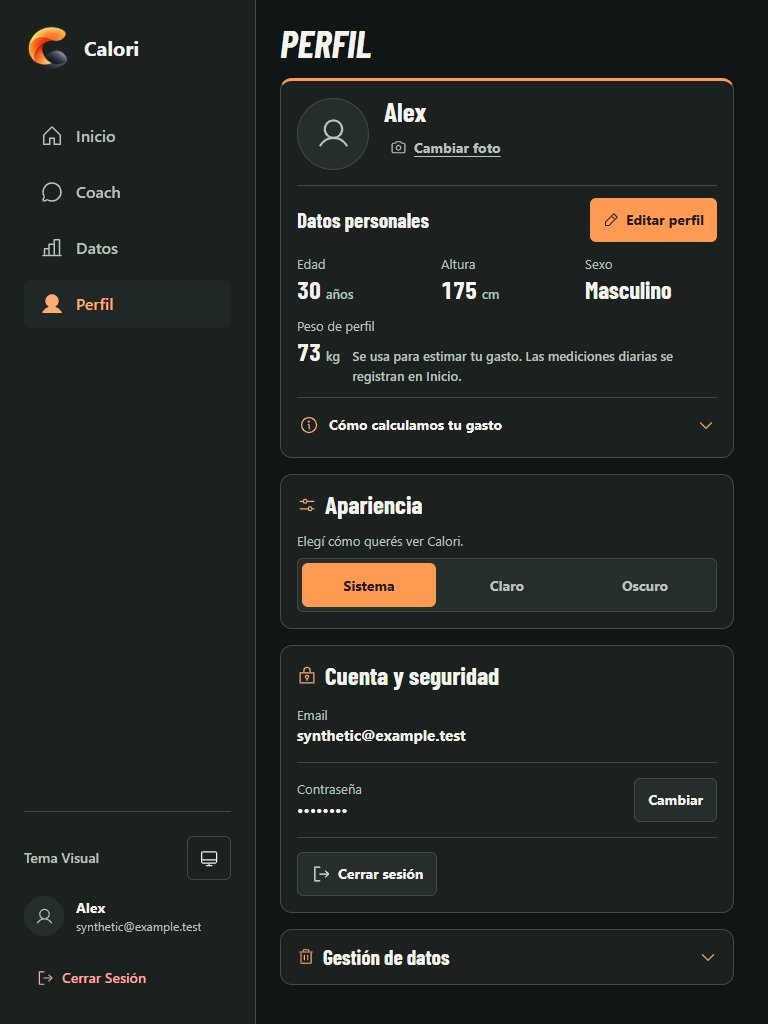 Calori
Inicio
Coach
Datos
Perfil
Tema Visual
Alex
synthetic@example.test
Cerrar Sesión
PERFIL
Alex
Cambiar foto
Datos personales
Editar perfil
Edad
Altura
Sexo
30 años
175 cm
Masculino
Peso de perfil
73 kg
Se usa para estimar tu gasto. Las mediciones diarias se
registran en Inicio.
Cómo calculamos tu gasto
Apariencia
Elegí cómo querés ver Calori.
Sistema
Claro
Oscuro
Cuenta y seguridad
Email
synthetic@example.test
Contraseña
••••••••
Cambiar
Cerrar sesión
Gestión de datos